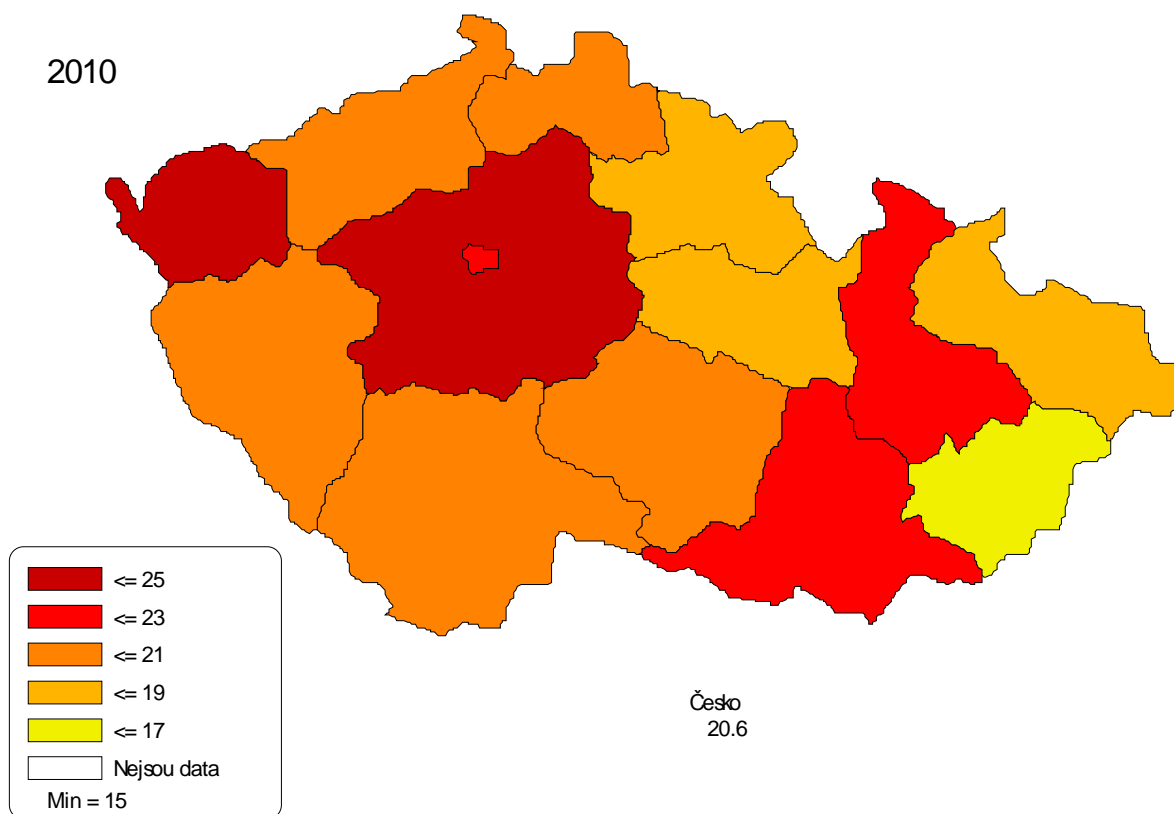 2010
<= 25
<= 23
<= 21
<= 19
<= 17
Nejsou data
Min = 15
Česko
20.6